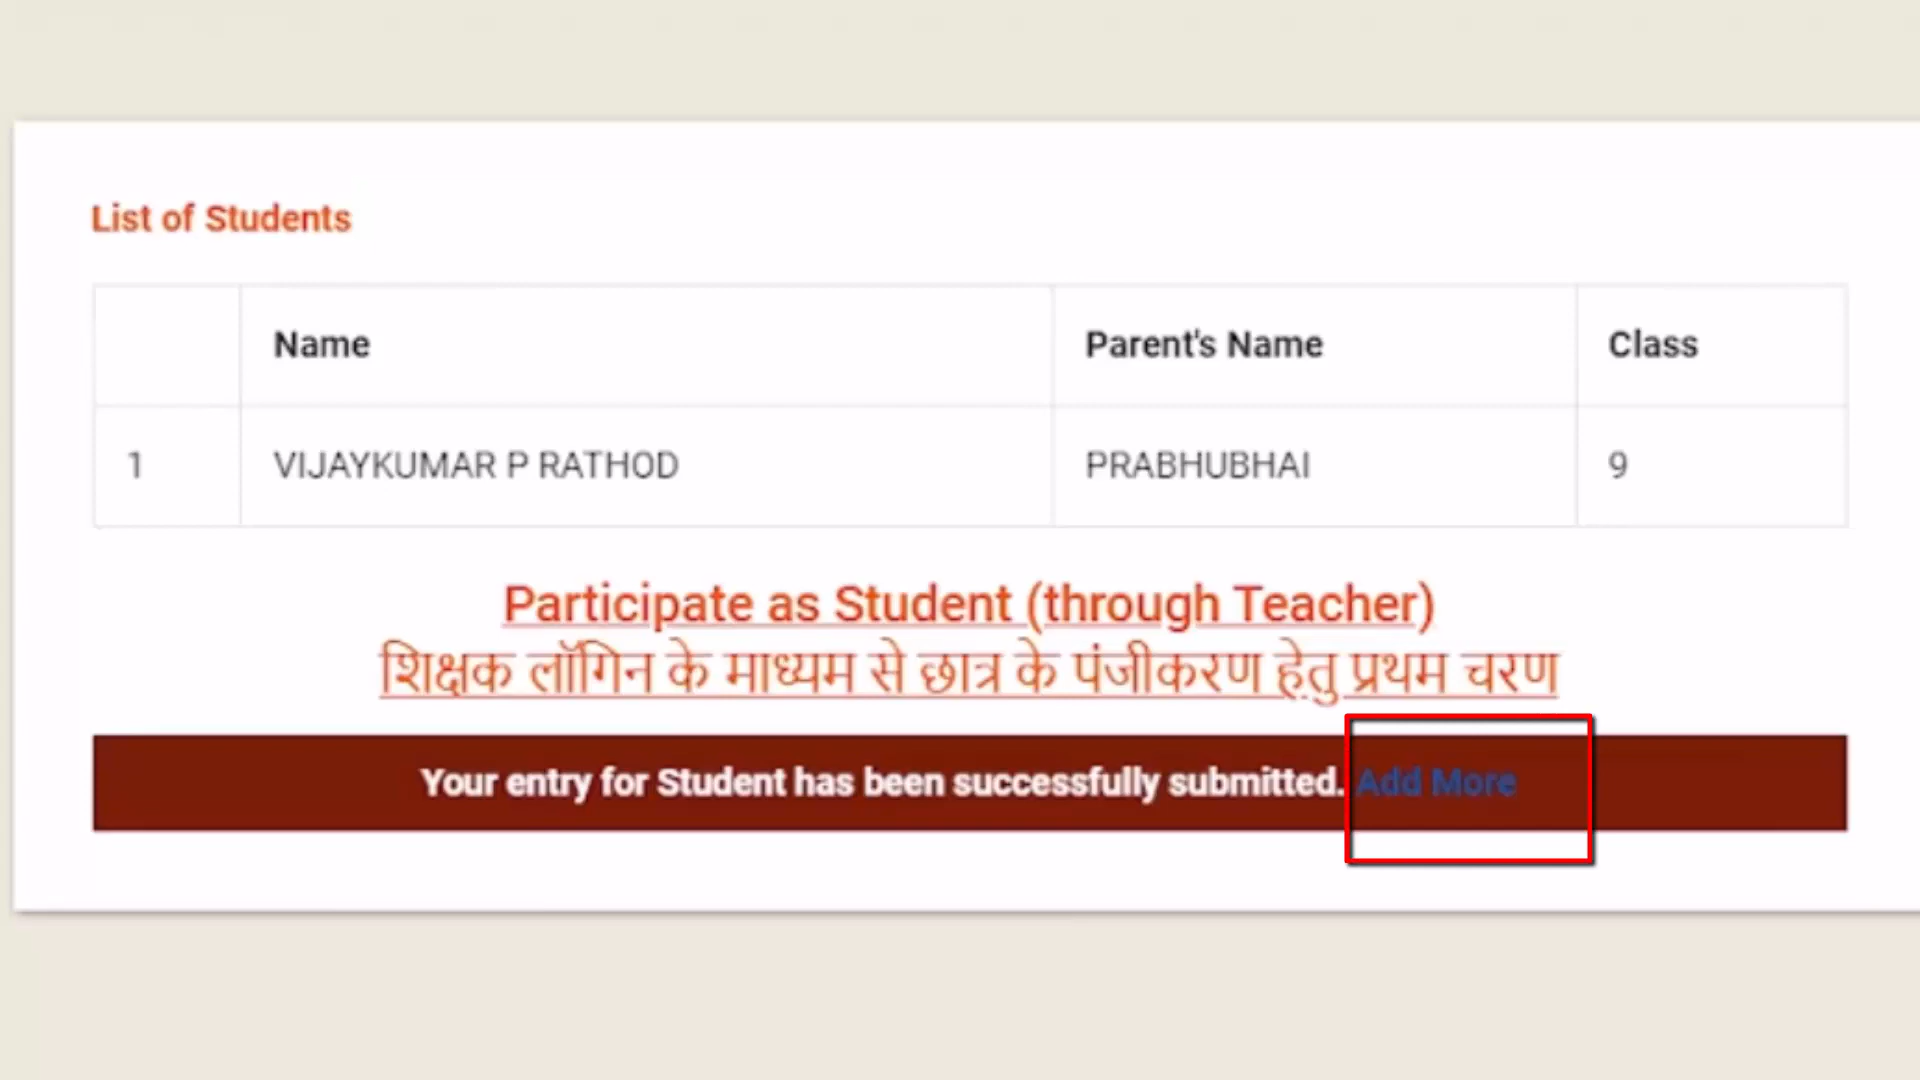 List of Students
Name Parent's Name Class
1 VIJAYKUMAR P RATHOD PRABHUBHAI 9
Participate as Student (through Teacher)
शिक्षक लॉगिन के माध्यम से छात्र के पंजीकरण हेतु प्रथम चरण
Your entry for Student has been successfully submitted. Add More